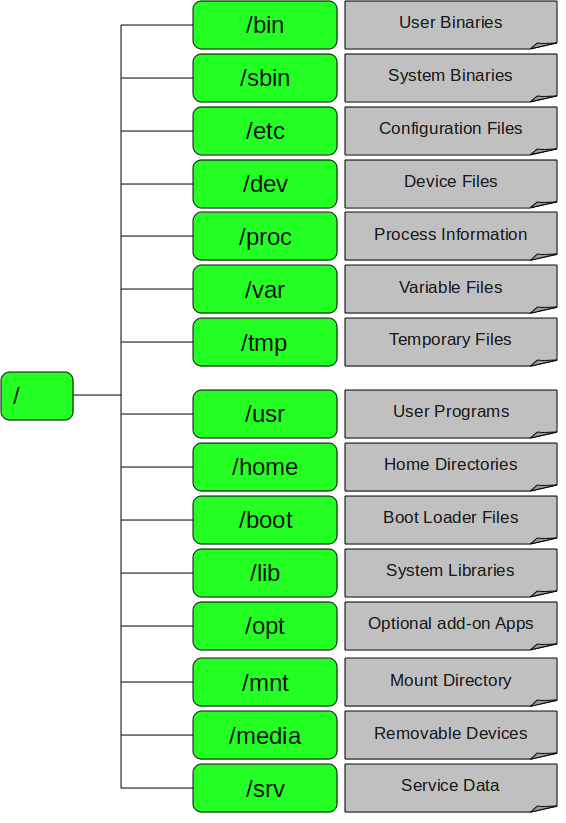 /bin
User Binaries
/sbin
System Binaries
/etc
Configuration Files
/dev
Device Files
/proc
Process Information
/var
Variable Files
/tmp
Temporary Files
/
/usr
User Programs
/home
Home Directories
/boot
Boot Loader Files
/lib
System Libraries
/opt
Optional add-on Apps
/mnt
Mount Directory
/media
Removable Devices
/srv
Service Data